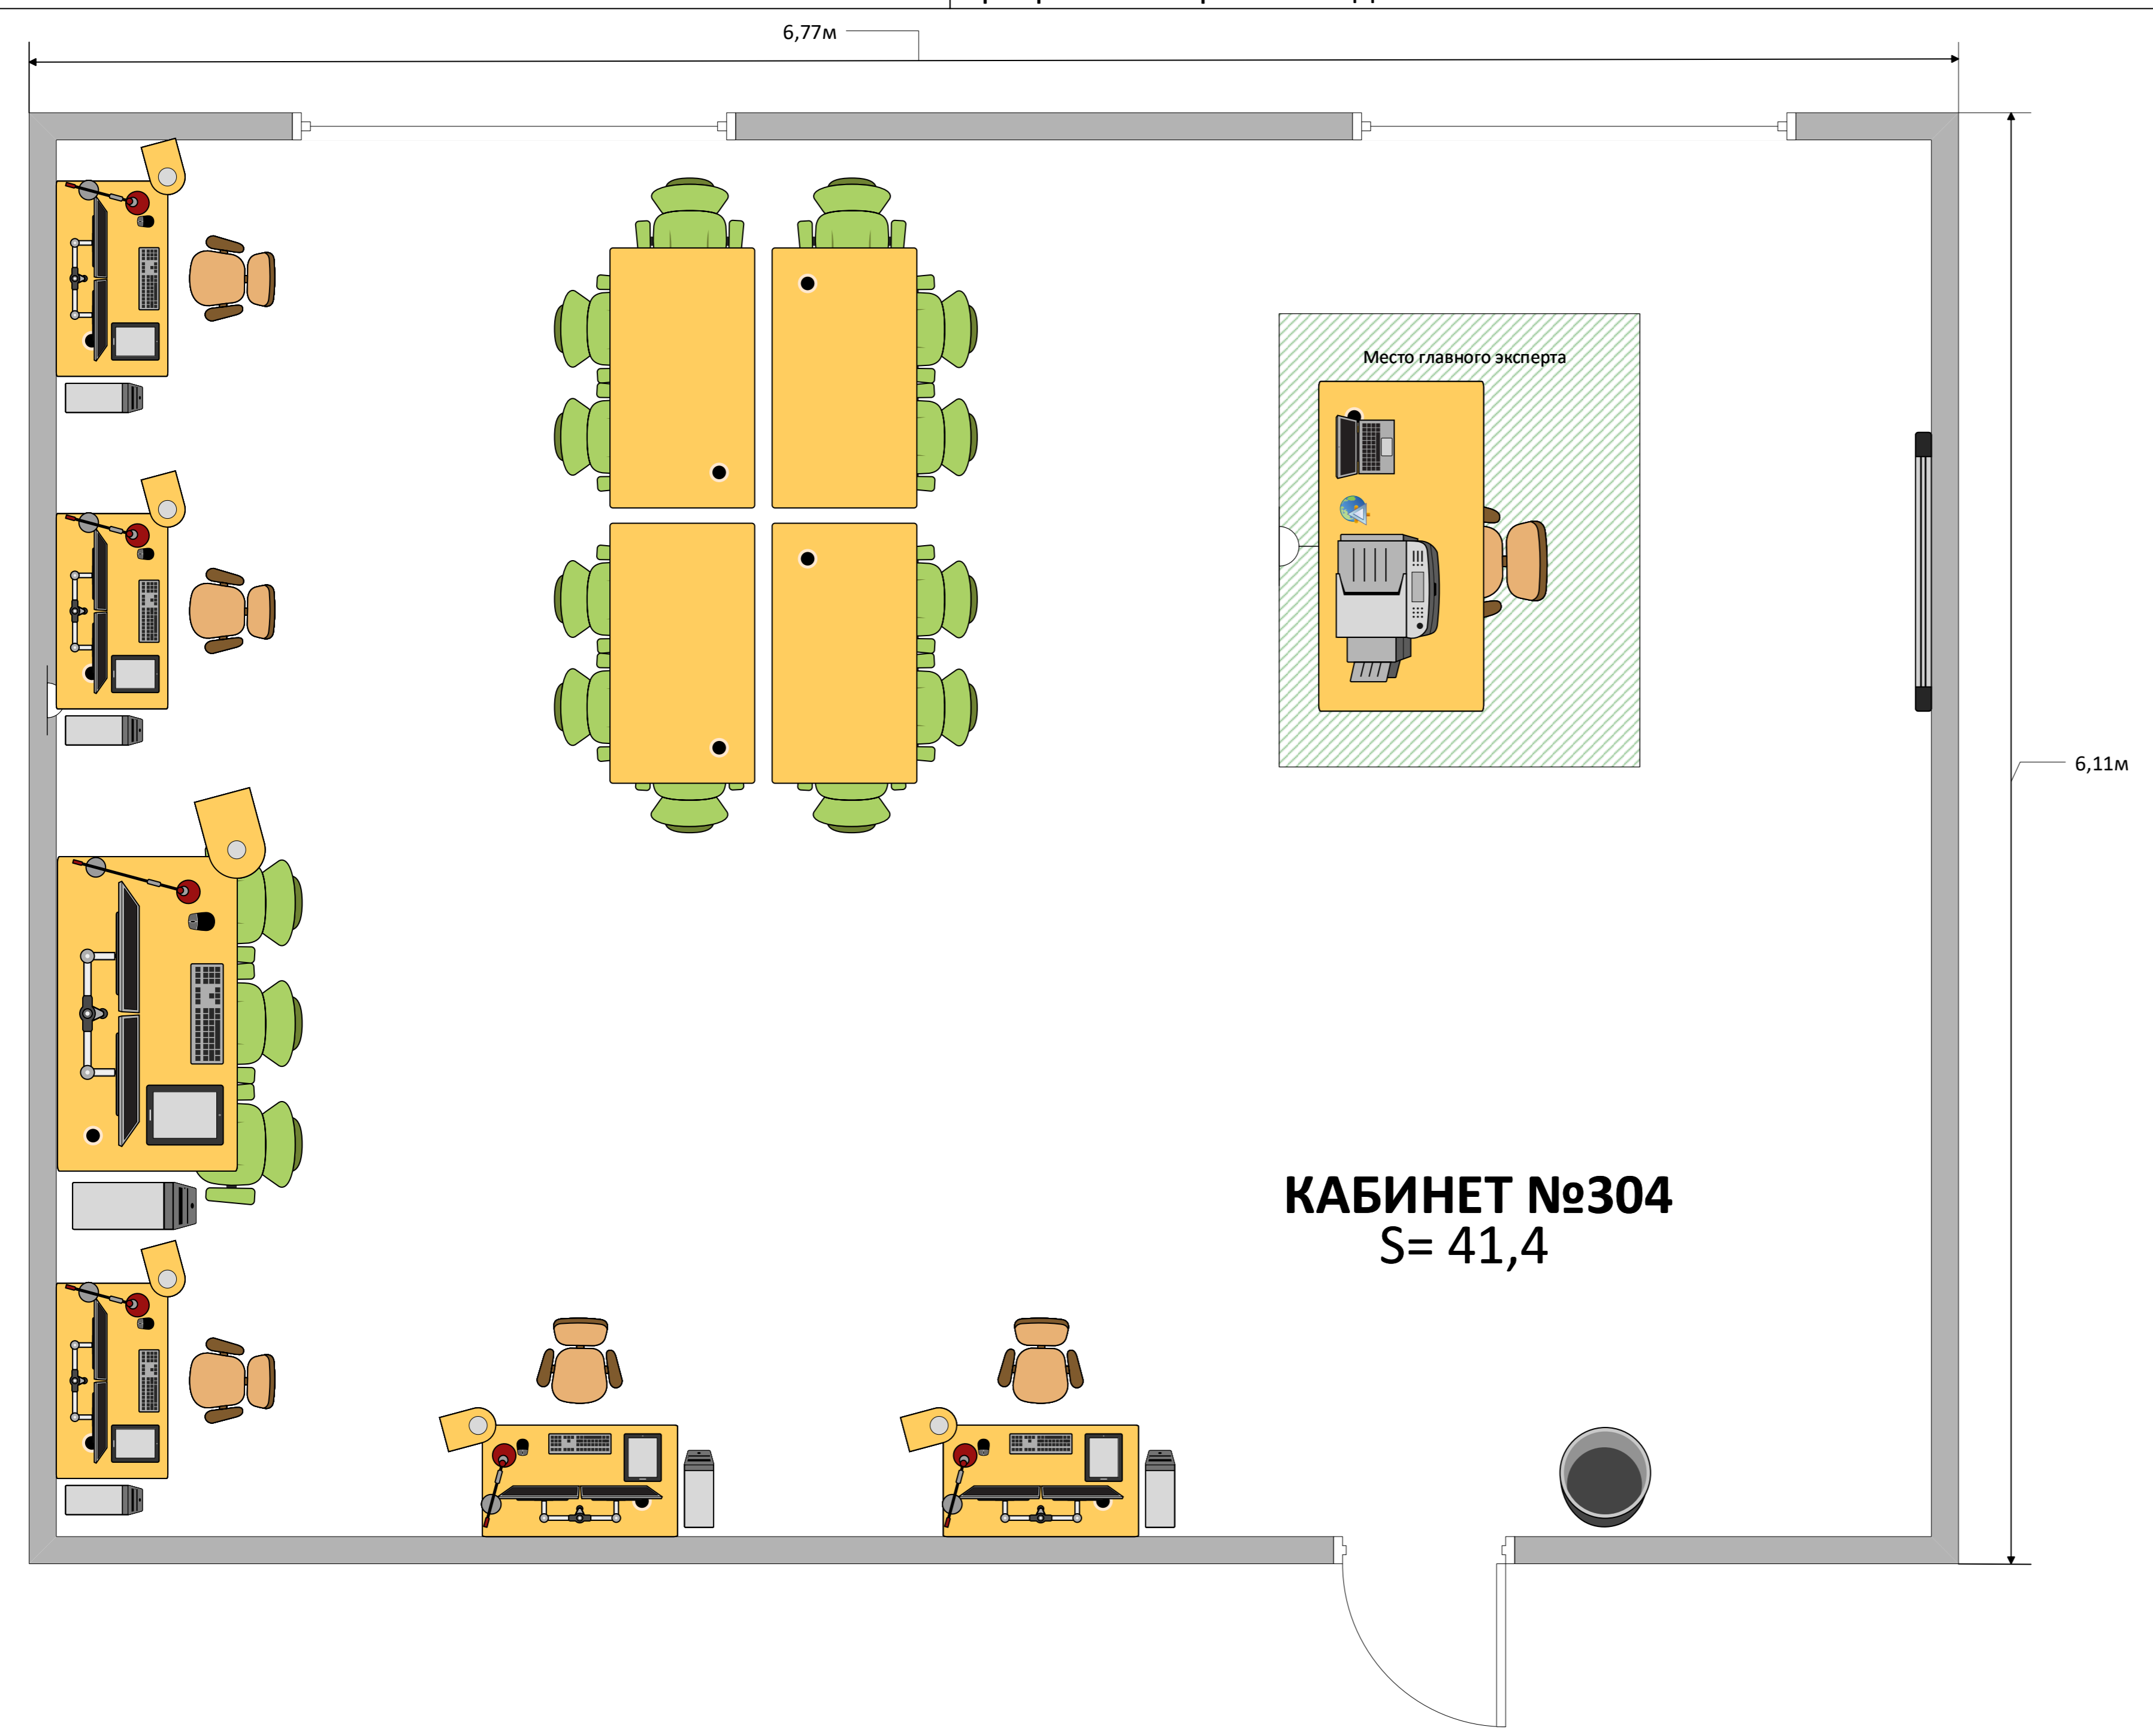 6,77м
Место главного эксперта
6,11м
КАБИНЕТ №304
S= 41,4